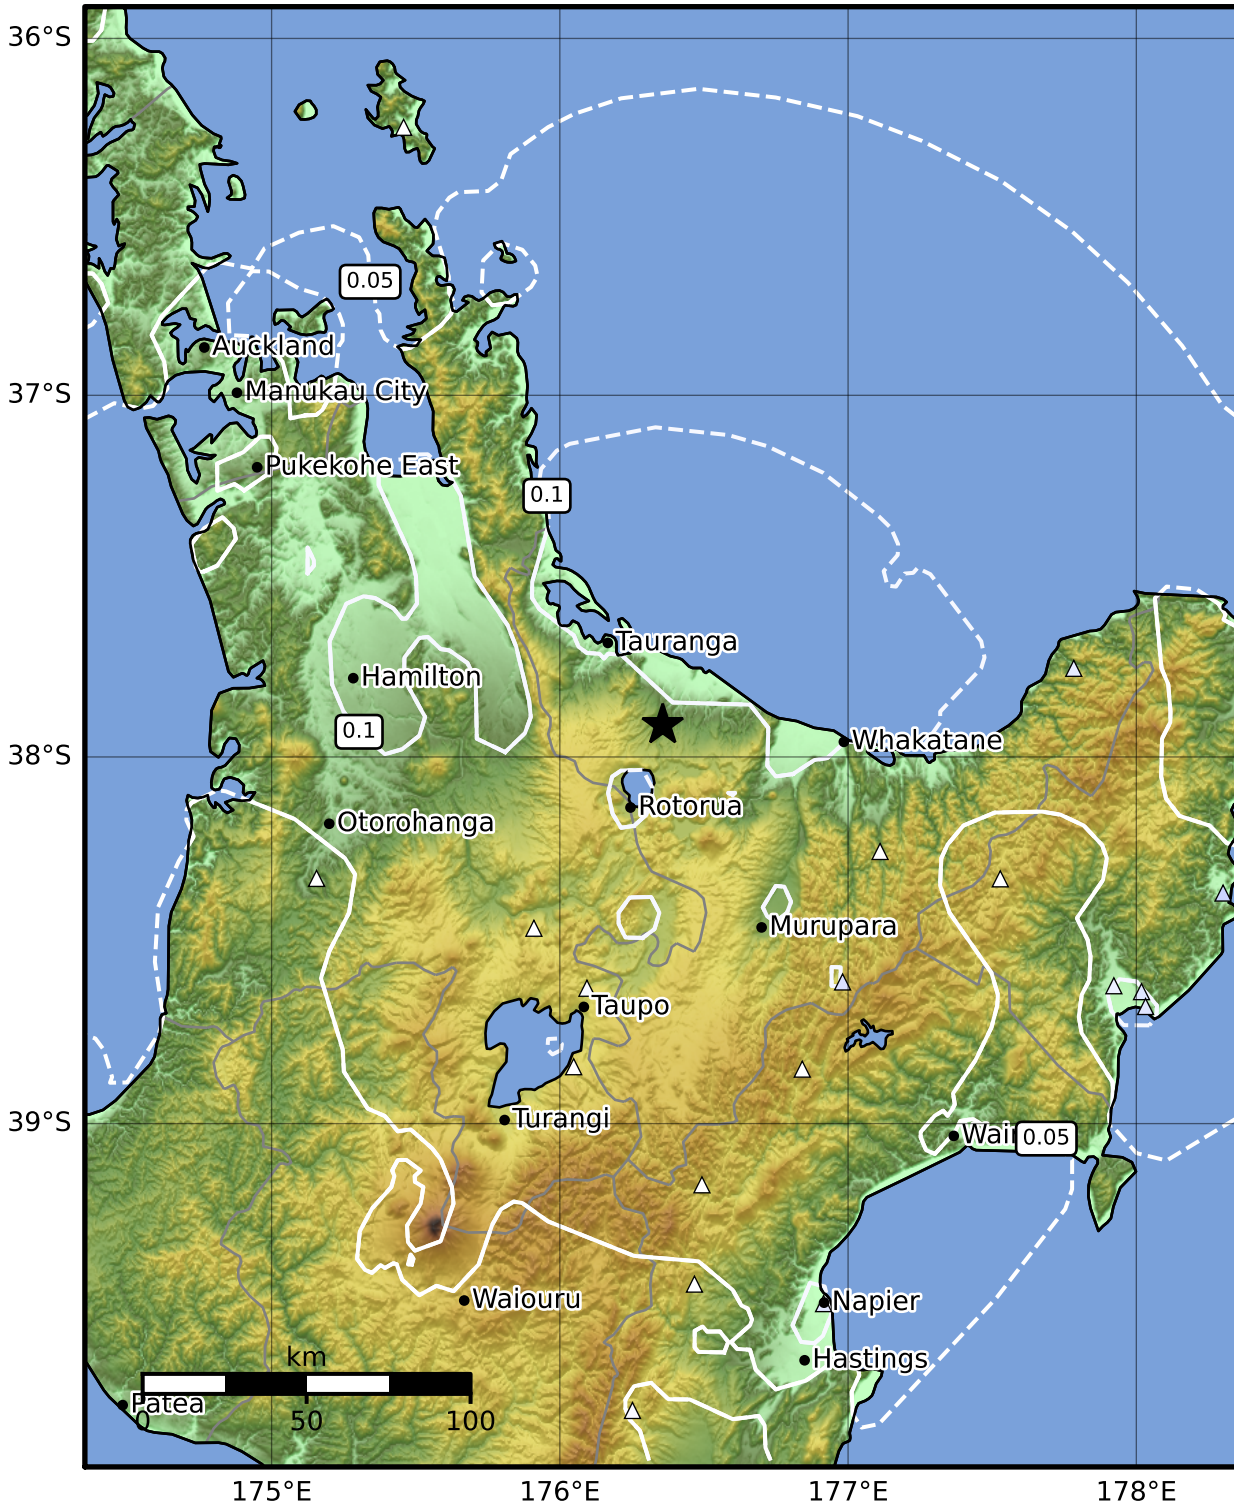 36°S
0.05
Auckland
37°S
Manukau City
Pukekohe East
0.1
Tauranga
Hamilton
0.1
Whakatane
38°S
Rotorua
Otorohanga
Murupara
Taupo
39°S
Turangi
0.05
Waiouru
Napier
km
Hastings
Patea
0
50
100
175°E
176°E
177°E
178°E